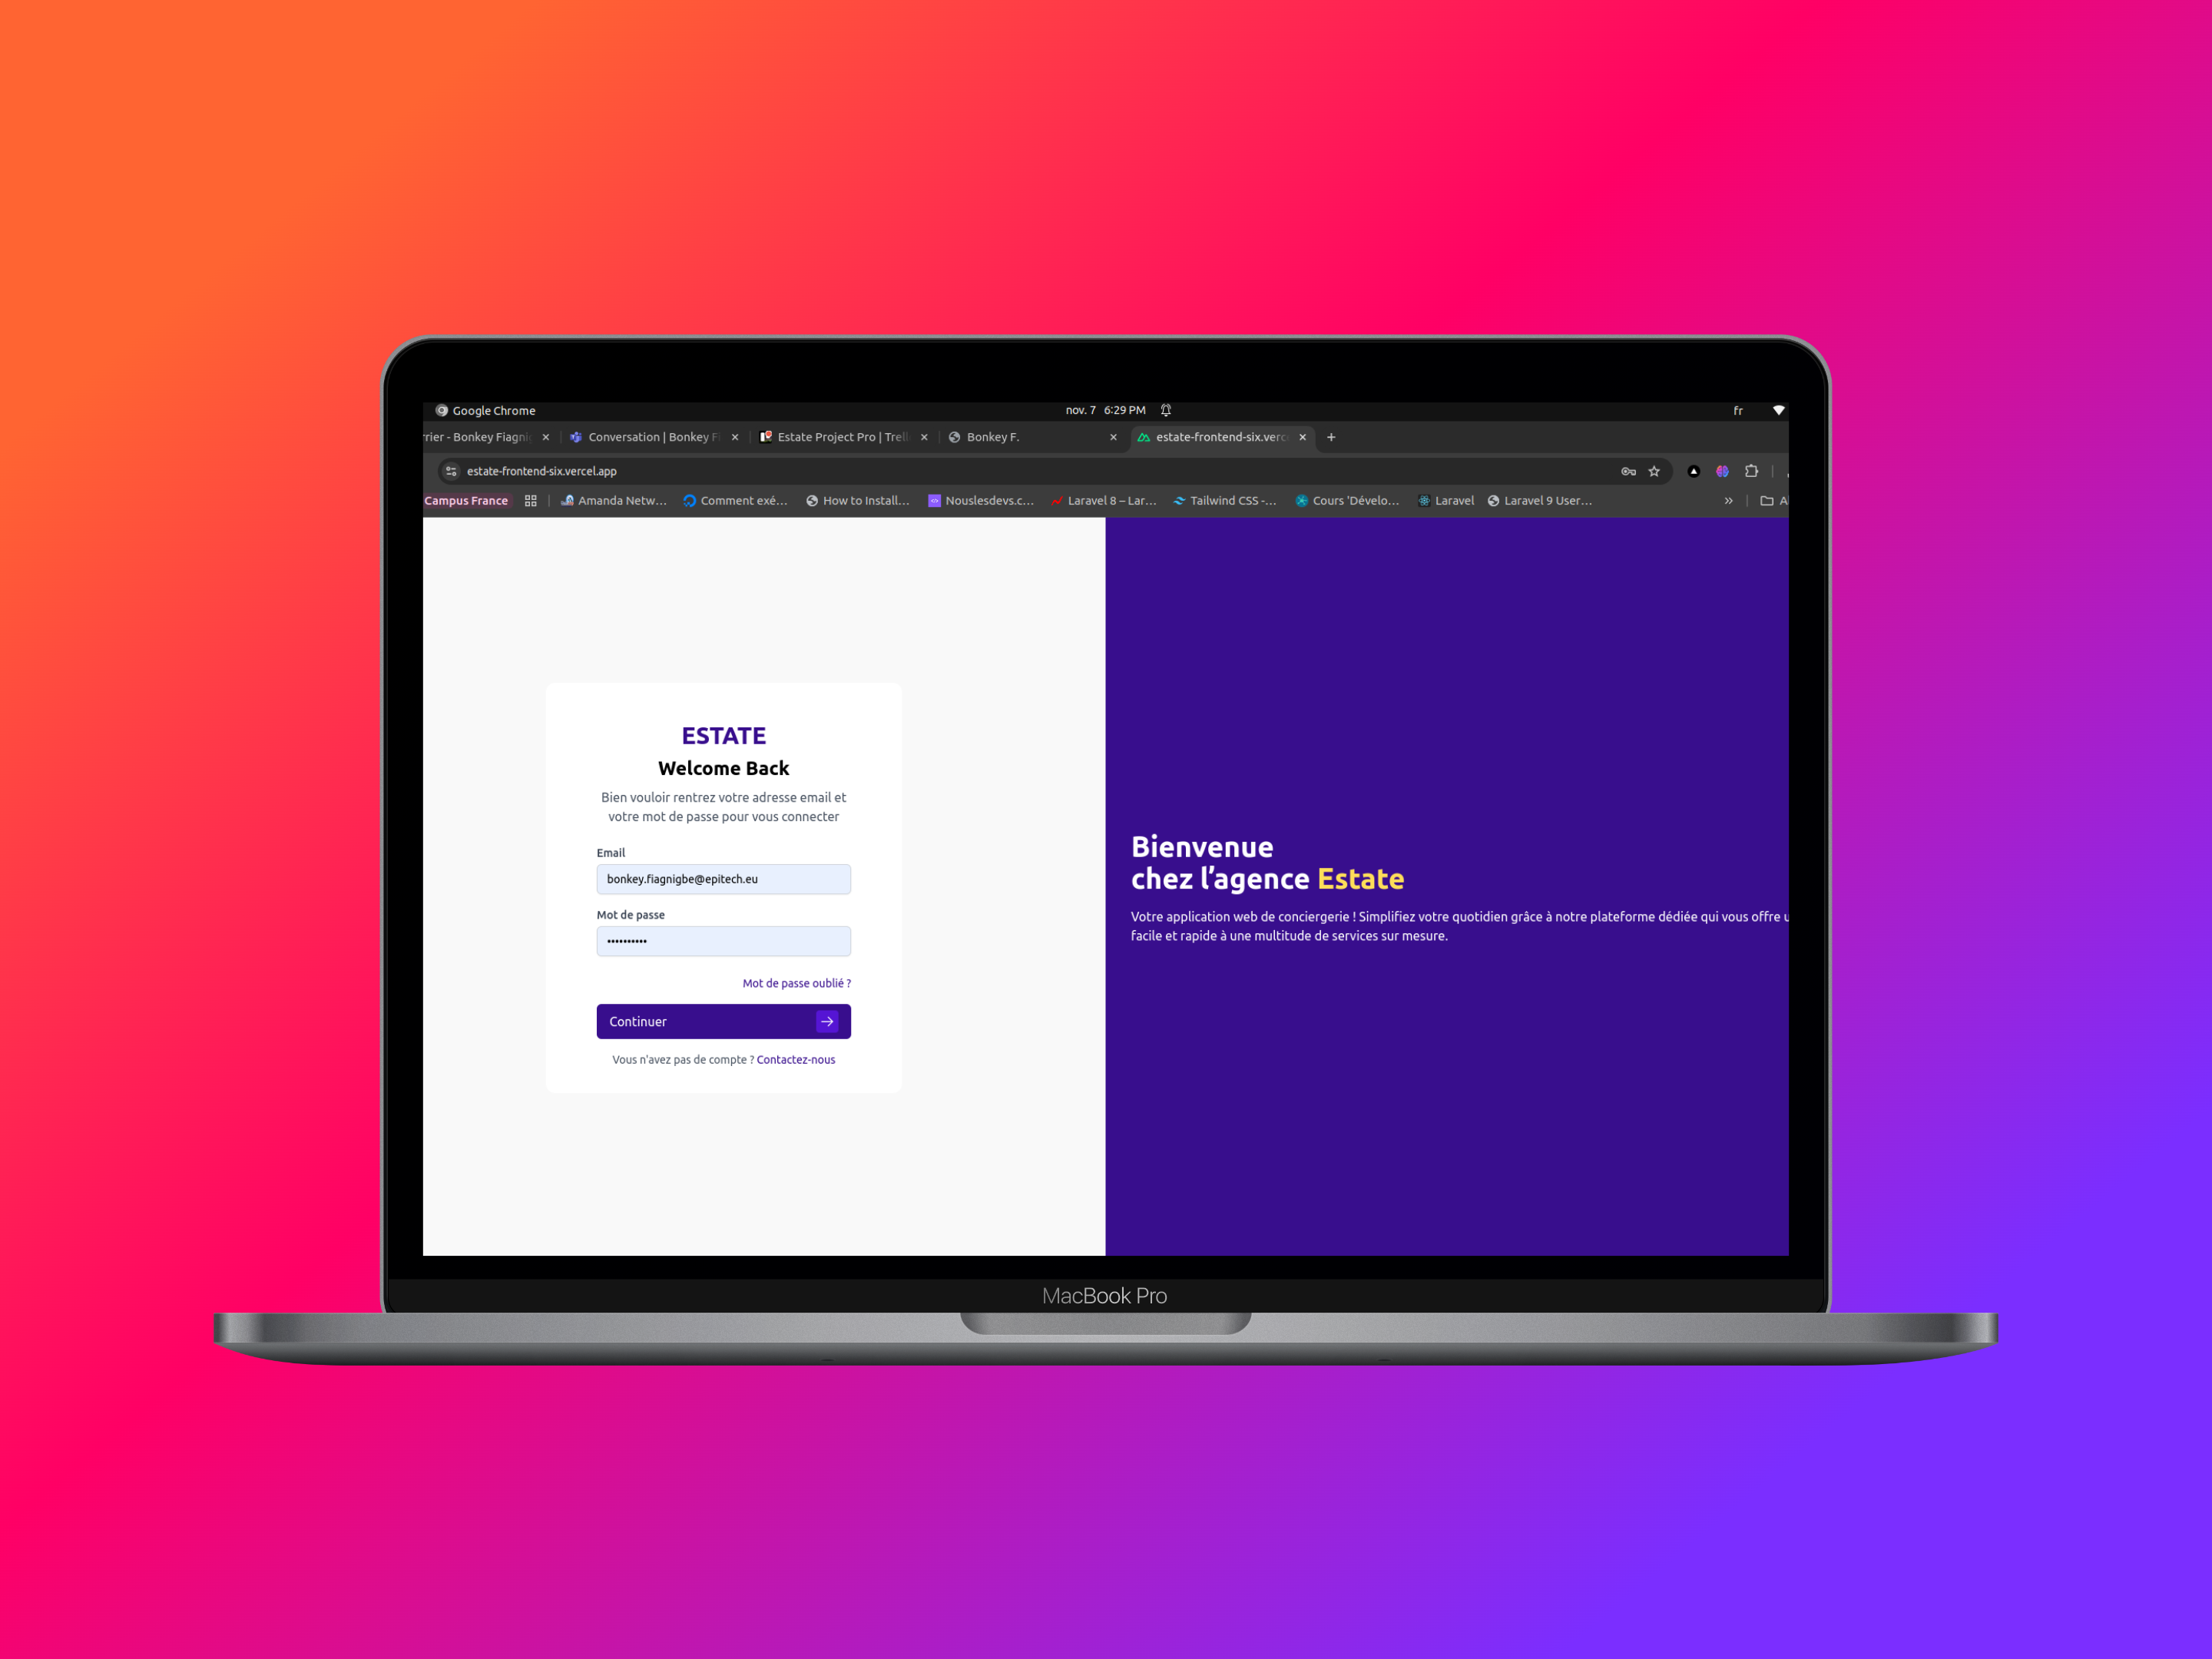 Google Chrome
nov. 7 6:29 PM
fr
rier - Bonkey Fiagni
Conversation | Bonkey F
Estate Project Pro | Trel
Bonkey F.
estate-frontend-six.verc
estate-frontend-six.vercel.app
Campus France
Amanda Netw...
Comment exé...
How to Install...
Nouslesdevs.c...
Laravel 8 – Lar...
Tailwind CSS -...
Cours 'Dévelo...
Laravel
Laravel 9 User...
ESTATE
Welcome Back
Bien vouloir rentrez votre adresse email et
votre mot de passe pour vous connecter
Email
bonkey.fiagnigbe@epitech.eu
Mot de passe
Mot de passe oublié ?
Continuer
Vous n'avez pas de compte ? Contactez-nous
Bienvenue
chez l’agence Estate
Votre application web de conciergerie ! Simplifiez votre quotidien grâce à notre plateforme dédiée qui vous offre
facile et rapide à une multitude de services sur mesure.
MacBook Pro